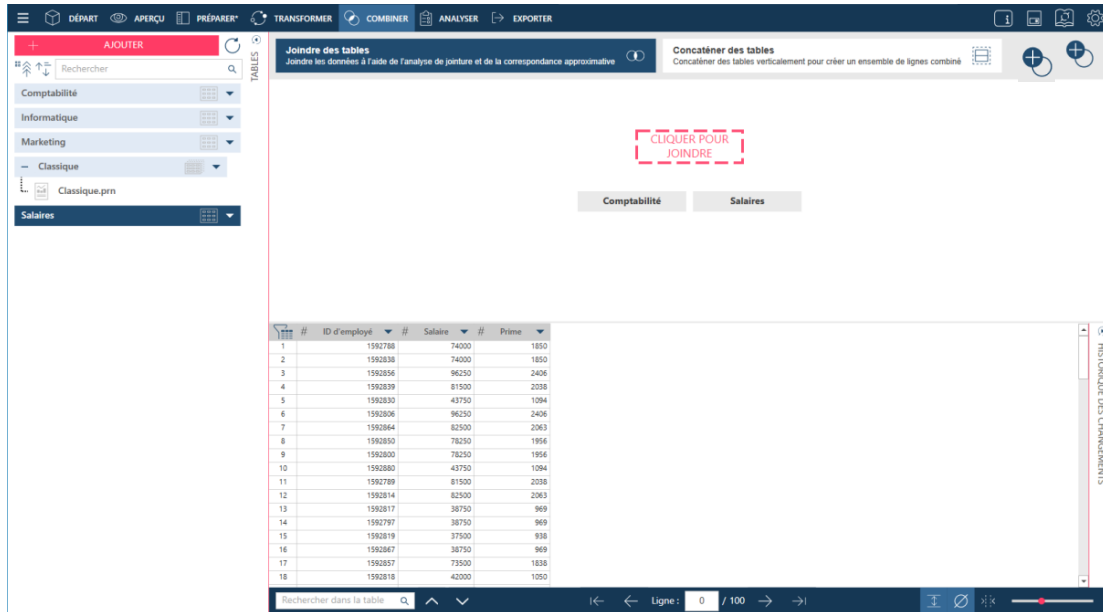 DÉPART APERÇU PRÉPARER* TRANSFORMER COMBINER ANALYSER EXPORTER
+ AJOUTER
Rechercher
TABLES
Comptabilité
Informatique
Marketing
− Classique
Classique.prn
Salaires
Joindre des tables
Joindre les données à l'aide de l'analyse de jointure et de la correspondance approximative
Concaténer des tables
Concaténer des tables verticalement pour créer un ensemble de lignes combiné
CLIQUER POUR
JOINDRE
Comptabilité Salaires
# ID d'employé # Salaire # Prime
1 1592788 74000 1850
2 1592838 74000 1850
3 1592856 96250 2406
4 1592839 81500 2038
5 1592830 43750 1094
6 1592806 96250 2406
7 1592864 82500 2063
8 1592850 78250 1956
9 1592800 78250 1956
10 1592880 43750 1094
11 1592789 81500 2038
12 1592814 82500 2063
13 1592817 38750 969
14 1592797 38750 969
15 1592819 37500 938
16 1592867 38750 969
17 1592857 73500 1838
18 1592818 42000 1050
HISTORIQUE DES CHANGEMENTS
Rechercher dans la table
Ligne : 0 / 100